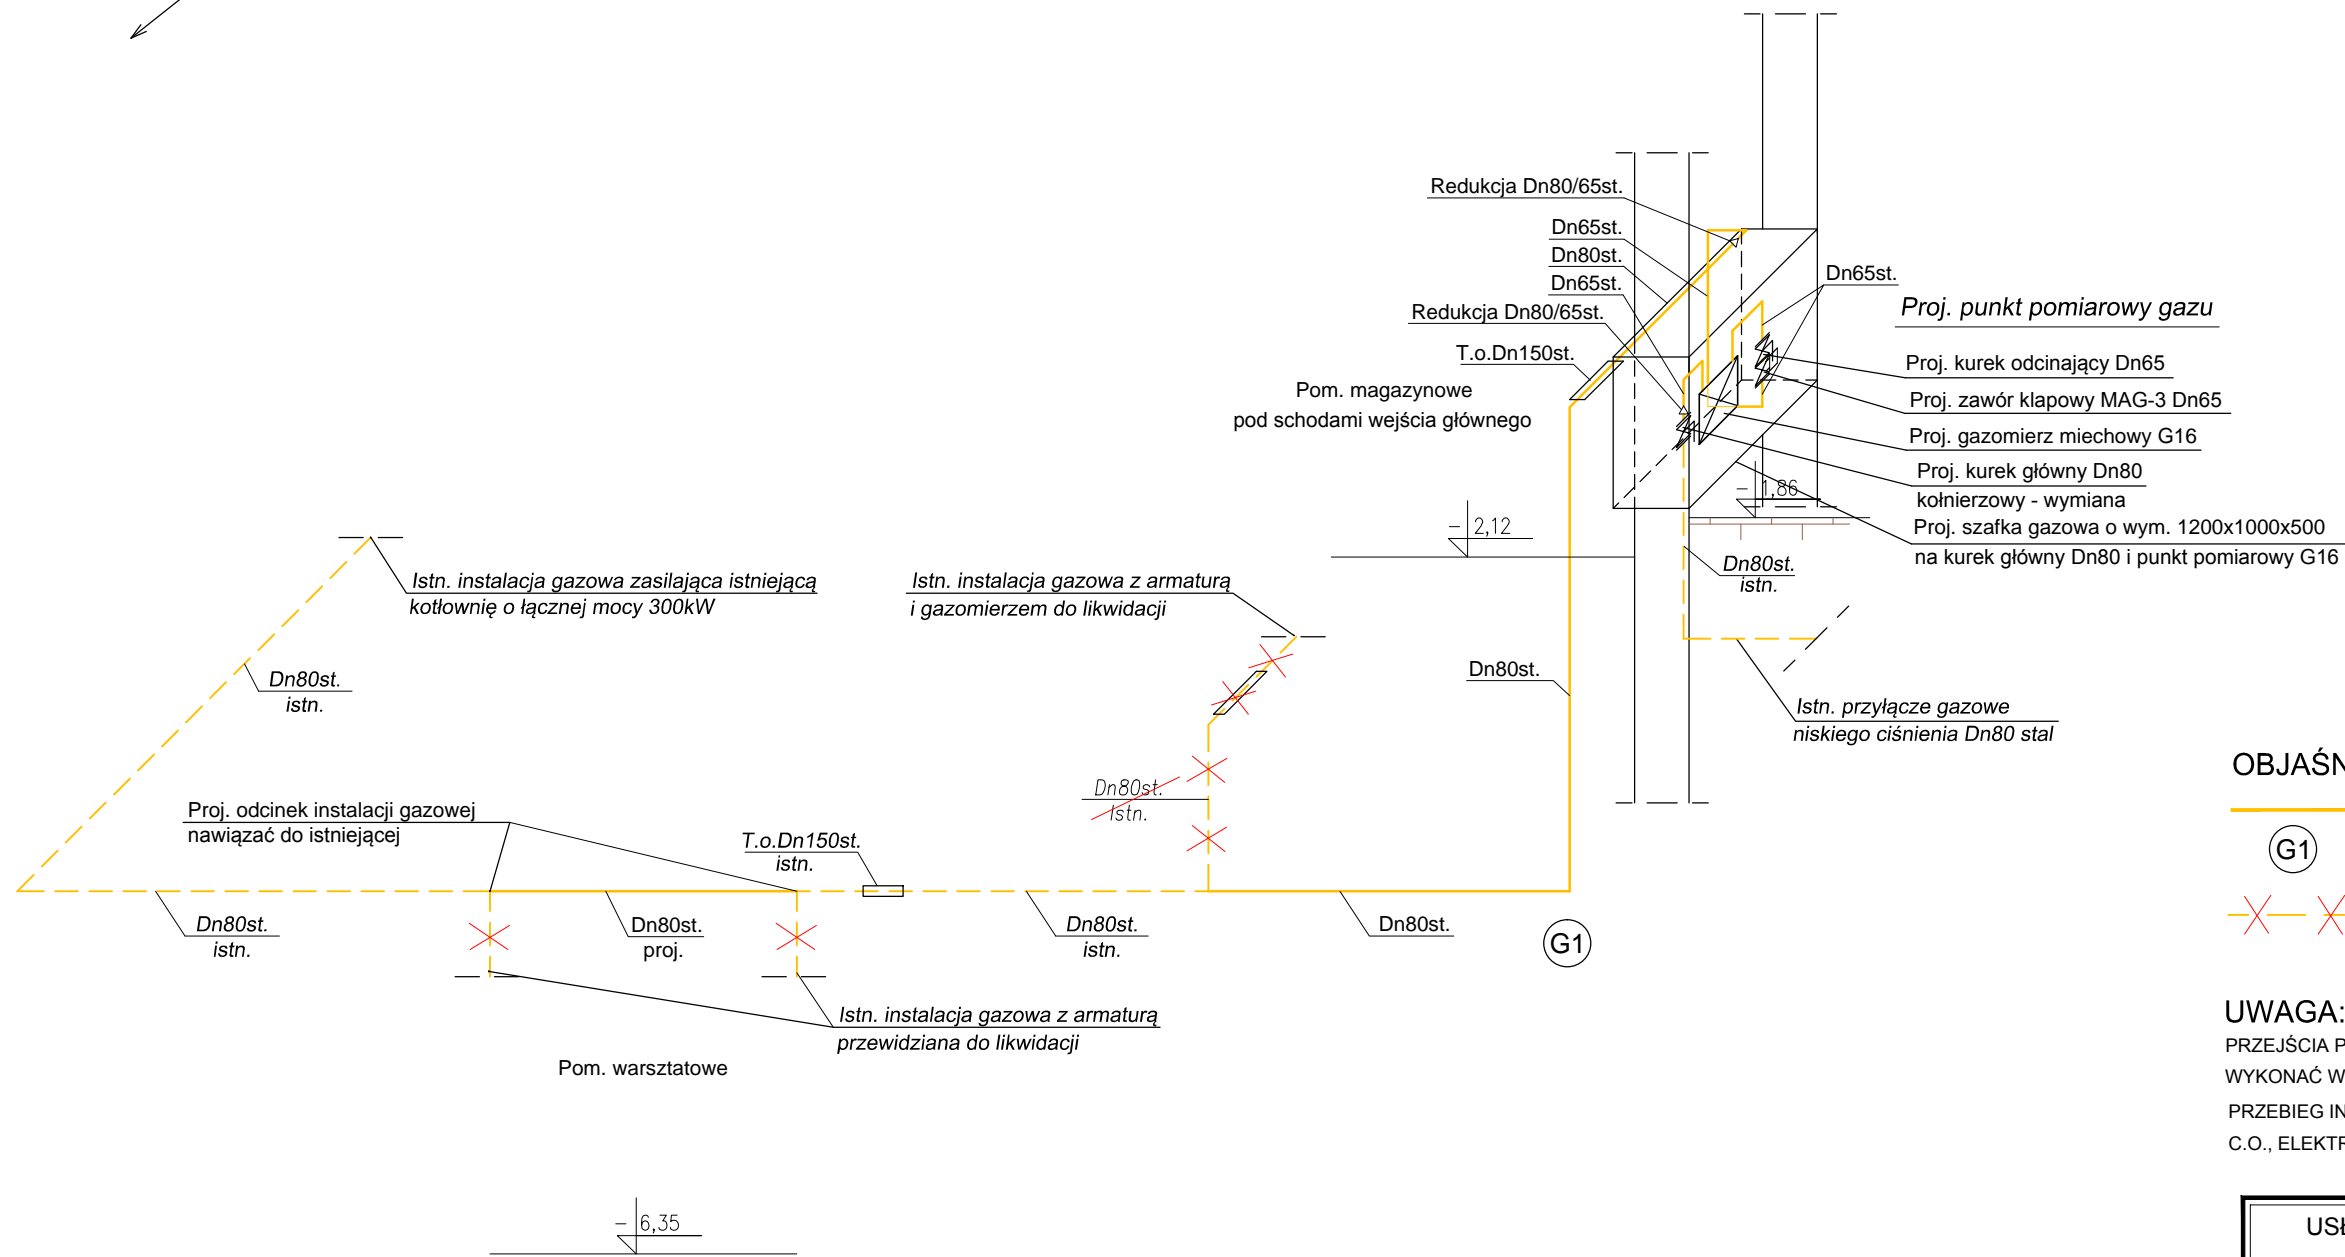 Redukcja Dn80/65st.
Dn65st.
Dn80st.
Dn65st.
Redukcja Dn80/65st.
T.o.Dn150st.
Pom. magazynowe
pod schodami wejścia głównego
Dn65st.
Proj. punkt pomiarowy gazu
Proj. kurek odcinający Dn65
Proj. zawór klapowy MAG-3 Dn65
Proj. gazomierz miechowy G16
Proj. kurek główny Dn80
kołnierzowy - wymiana
Proj. szafka gazowa o wym. 1200x1000x500
na kurek główny Dn80 i punkt pomiarowy G16
- 1,86
- 2,12
Dn80st.
istn.
Istn. instalacja gazowa zasilająca istniejącą
kotłownię o łącznej mocy 300kW
Istn. instalacja gazowa z armaturą
i gazomierzem do likwidacji
Dn80st.
istn.
Dn80st.
Istn. przyłącze gazowe
niskiego ciśnienia Dn80 stal
Dn80st.
istn.
Proj. odcinek instalacji gazowej
nawiązać do istniejącej
T.o.Dn150st.
istn.
Dn80st.
istn.
Dn80st.
proj.
Dn80st.
istn.
Dn80st.
G1
Istn. instalacja gazowa z armaturą
przewidziana do likwidacji
Pom. warsztatowe
- 6,35
OBJAŚN
G1
UWAGA:
PRZEJŚCIA P
WYKONAĆ W
PRZEBIEG IN
C.O., ELEKTR